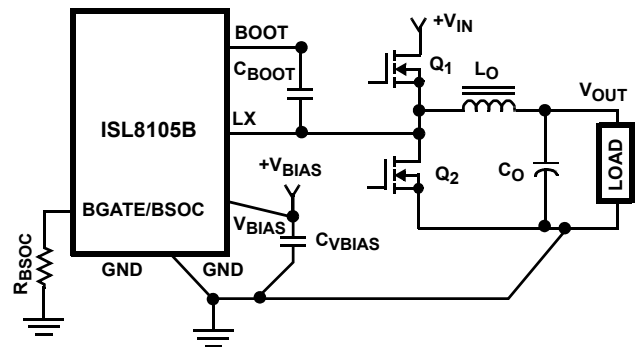 +VIN
BOOT
CBOOT
Q1
LO
VOUT
ISL8105B
LX
+VBIAS
Q2
CO
LOAD
BGATE/BSOC
VBIAS
CVBIAS
RBSOC
GND
GND